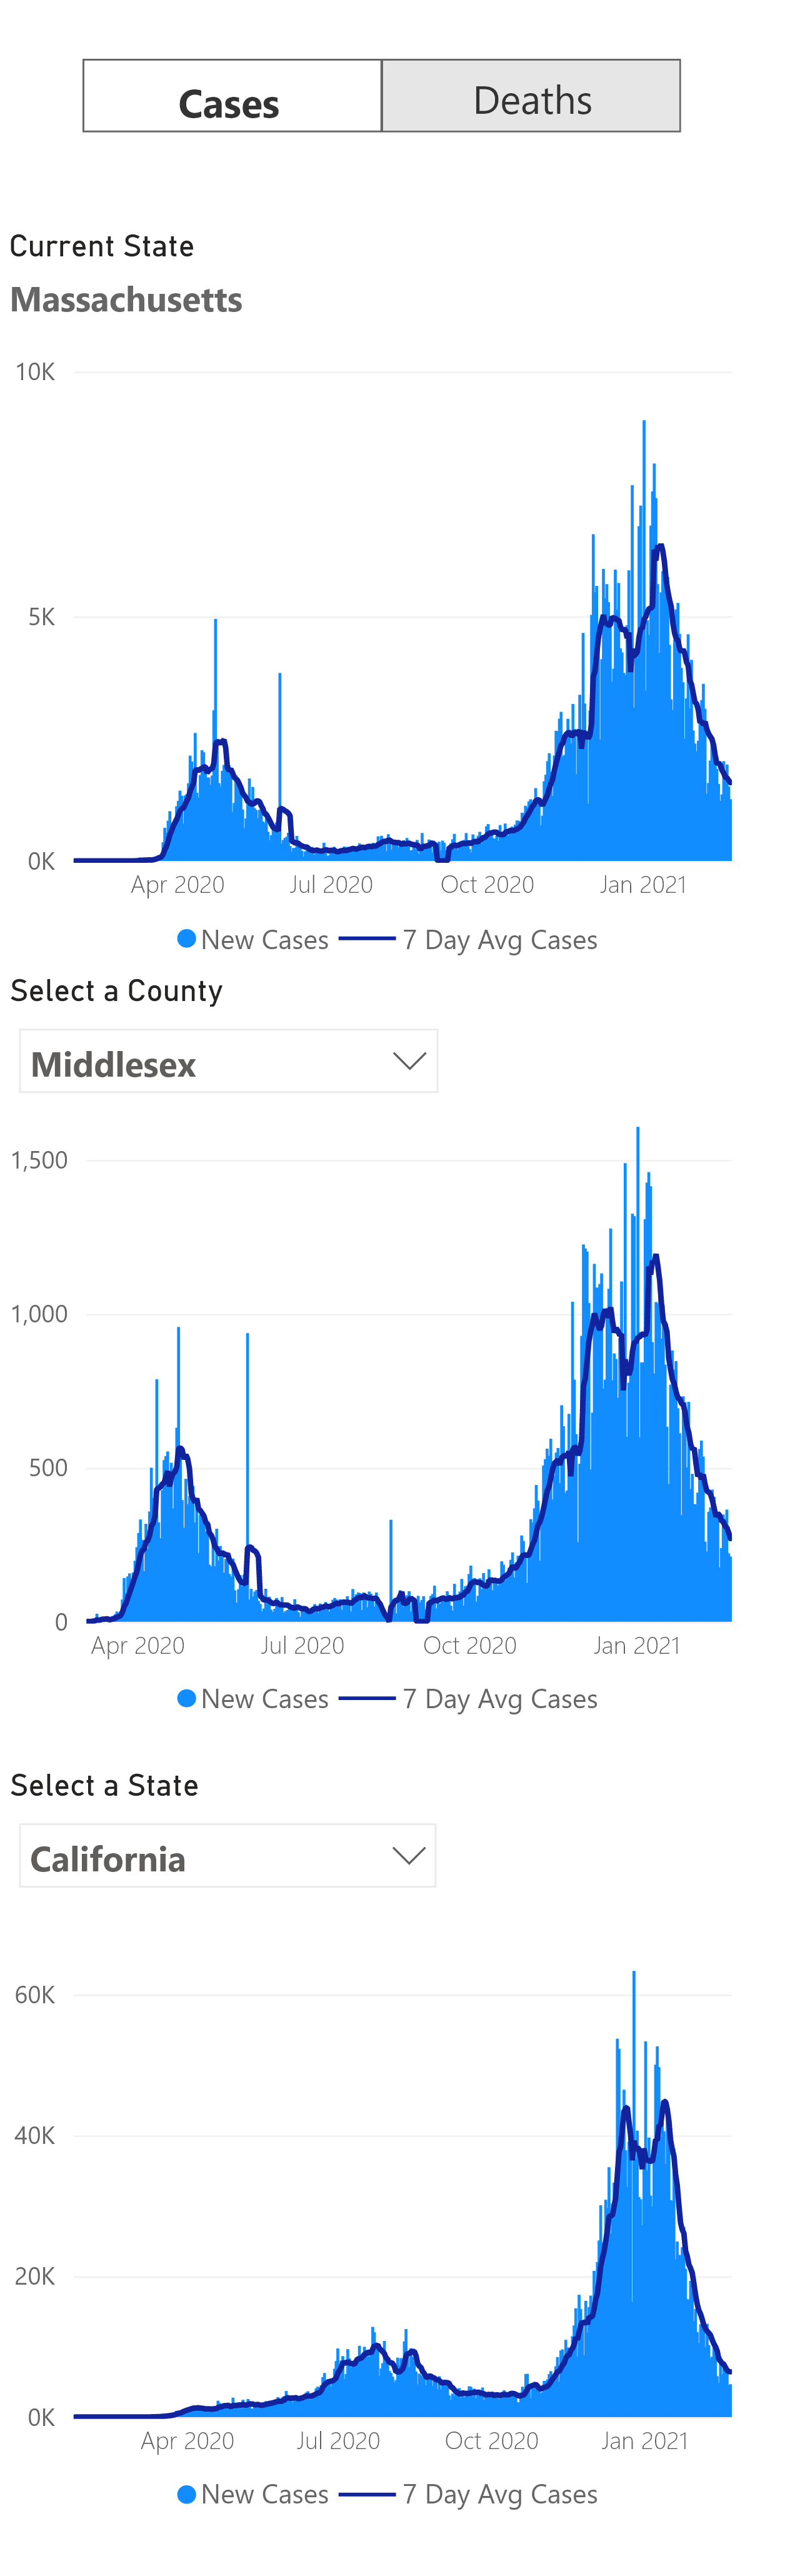 Cases Deaths
Current State
Massachusetts
10K
5K
0K
Apr 2020 Jul 2020 Oct 2020 Jan 2021
New Cases 7 Day Avg Cases
Select a County
Middlesex
1,500
1,000
500
0
Apr 2020 Jul 2020 Oct 2020 Jan 2021
New Cases 7 Day Avg Cases
Select a State
California
60K
40K
20K
0K
Apr 2020 Jul 2020 Oct 2020 Jan 2021
New Cases 7 Day Avg Cases